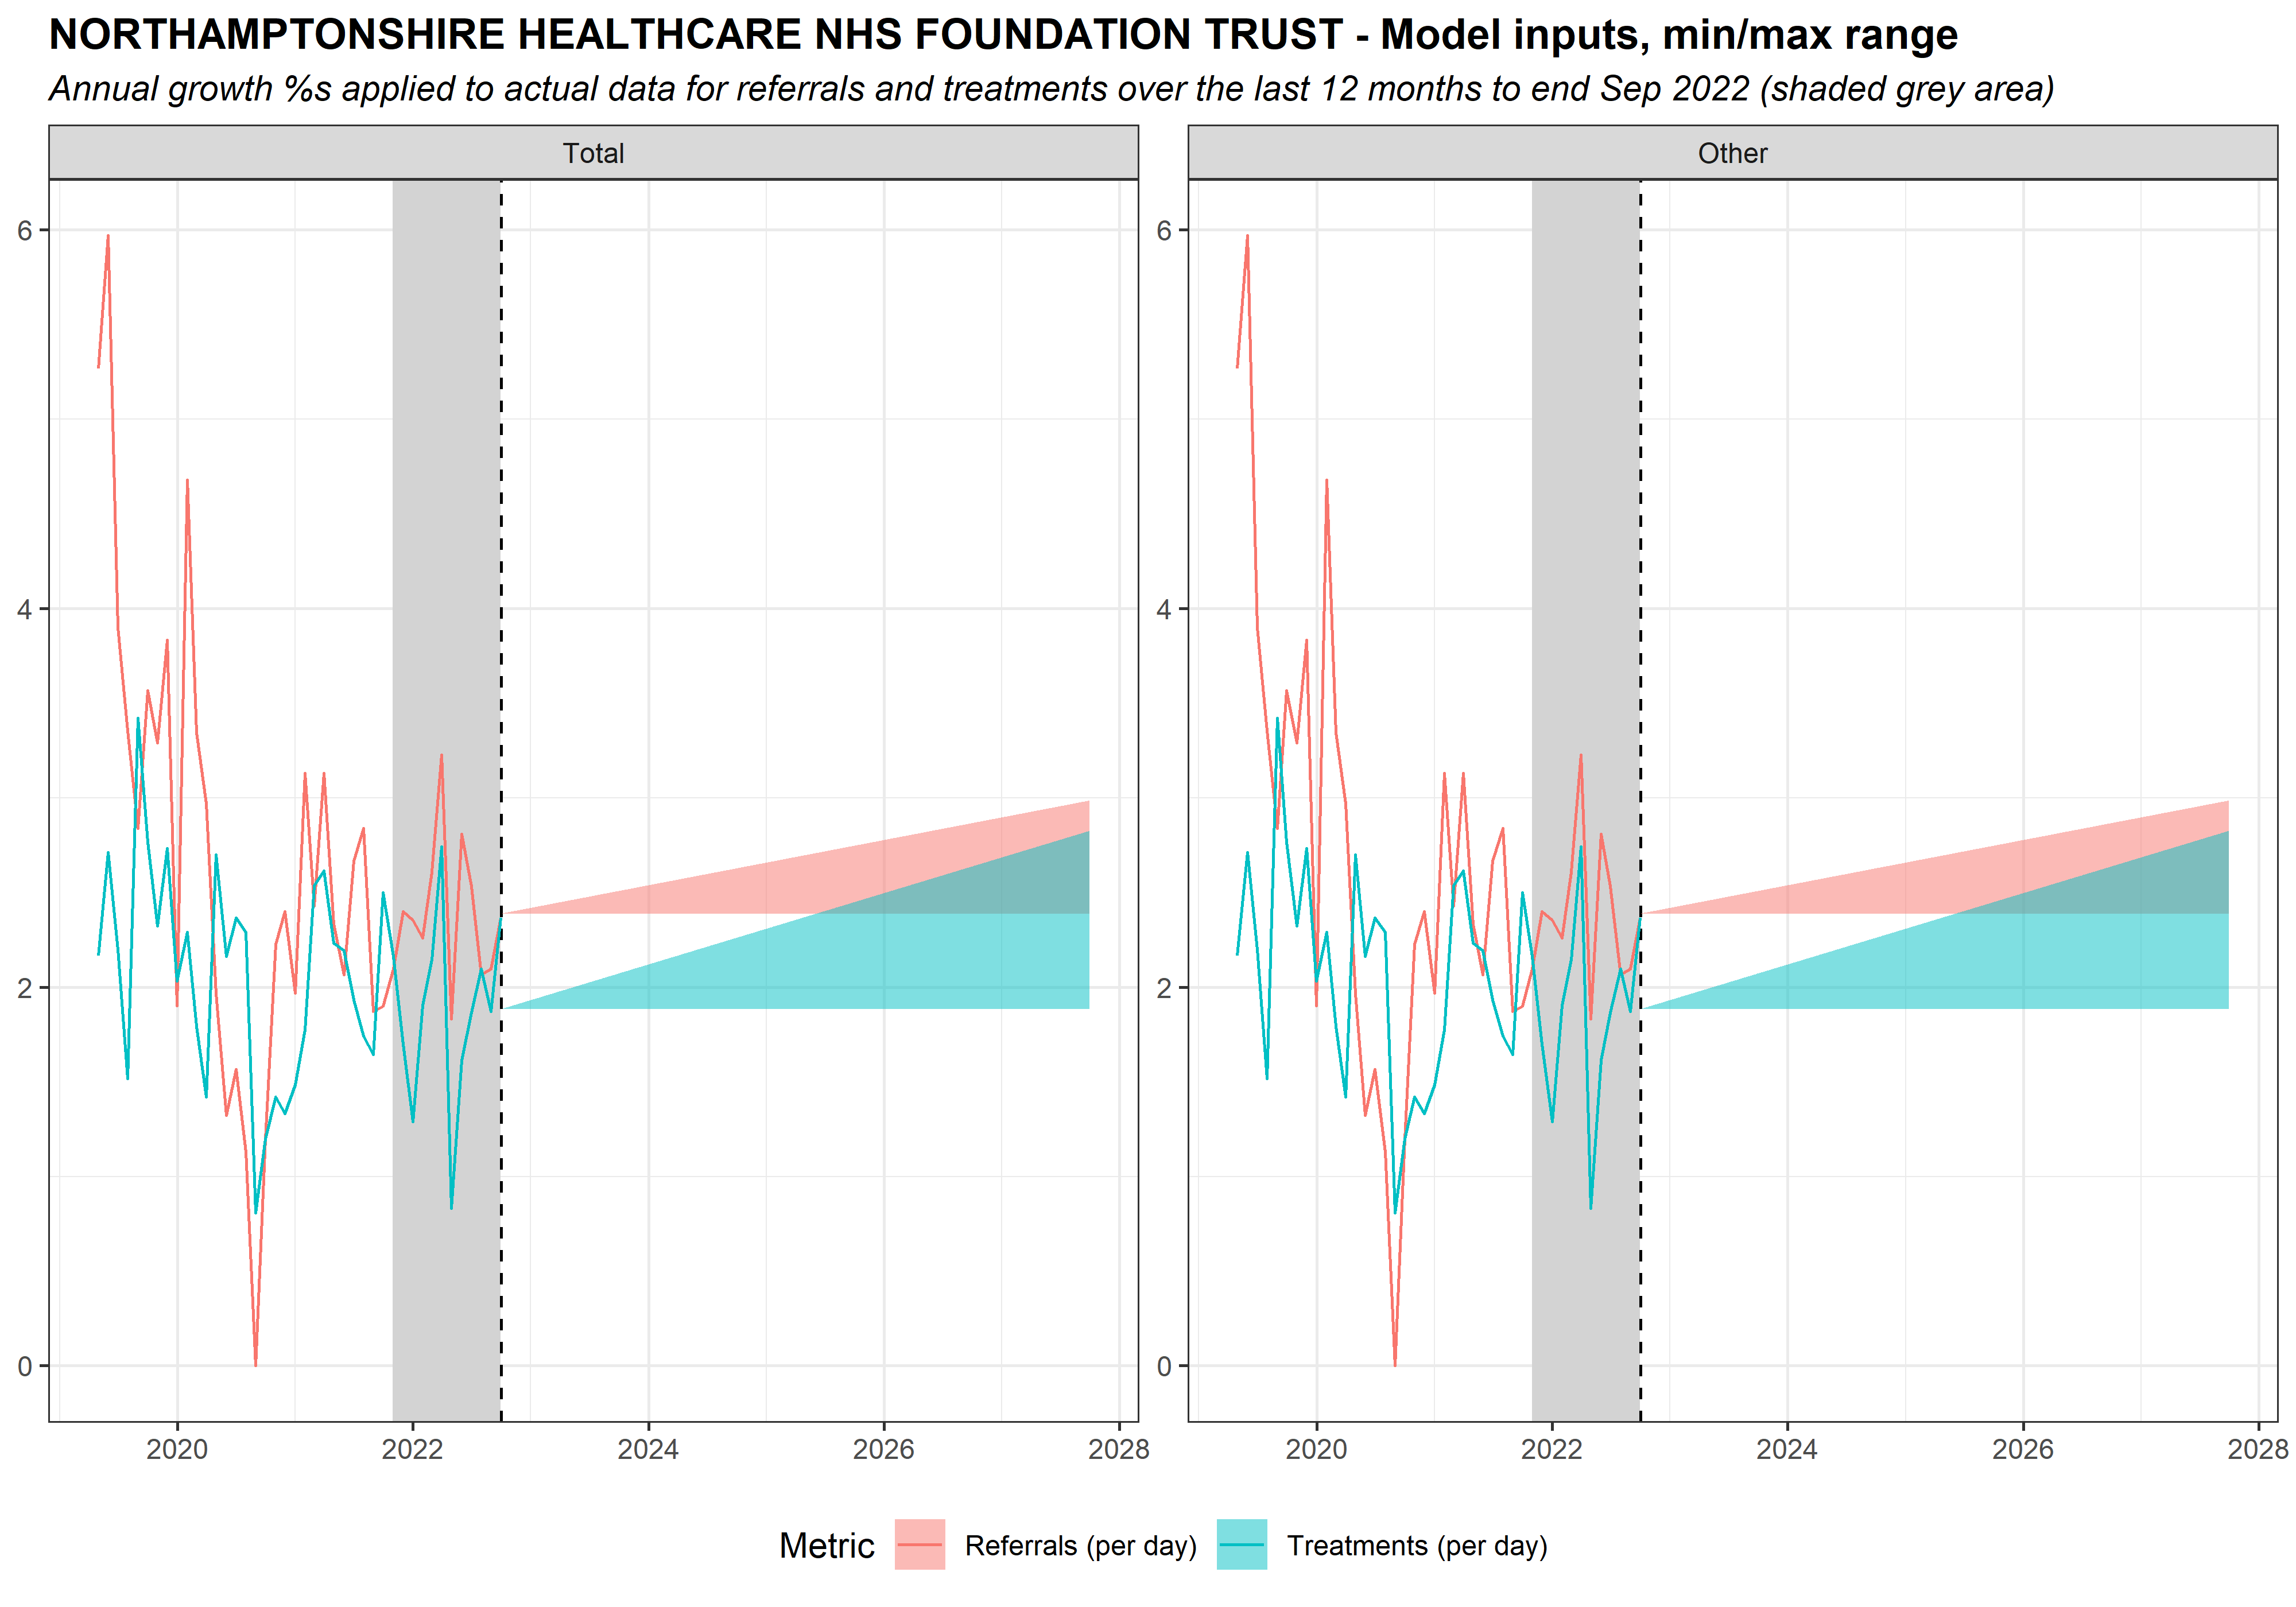 NORTHAMPTONSHIRE HEALTHCARE NHS FOUNDATION TRUST - Model inputs, min/max range
Annual growth %s applied to actual data for referrals and treatments over the last 12 months to end Sep 2022 (shaded grey area)
Total
6
4
2
0
2020 2022 2024 2026 2028
Other
6
4
2
0
2020 2022 2024 2026 2028
Metric Referrals (per day) Treatments (per day)